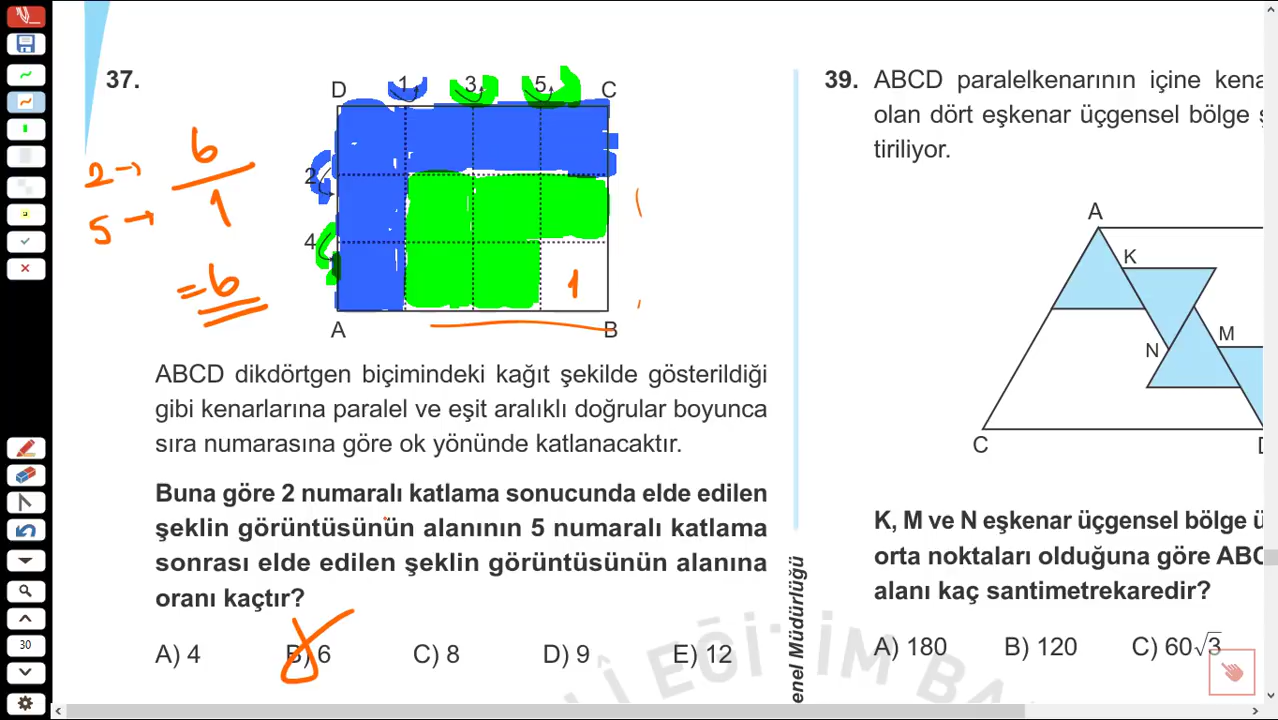 37.
D 1 3 5 C
2
4
A B
2 → 6
5 → 1
= 6
1
ABCD dikdörtgen biçimindeki kağıt şekilde gösterildiği
gibi kenarlarına paralel ve eşit aralıklı doğrular boyunca
sıra numarasına göre ok yönünde katlanacaktır.
Buna göre 2 numaralı katlama sonucunda elde edilen
şeklin görüntüsünün alanının 5 numaralı katlama
sonrası elde edilen şeklin görüntüsünün alanına
oranı kaçtır?
A) 4 B) 6 C) 8 D) 9 E) 12
enel Müdürlüğü
39. ABCD paralelkenarının içine kena
olan dört eşkenar üçgensel bölge ş
tiriliyor.
A
K
N M
C D
K, M ve N eşkenar üçgensel bölge ü
orta noktaları olduğuna göre ABC
alanı kaç santimetrekaredir?
A) 180 B) 120 C) 60√3
LÎ EĞİTİM BA
30